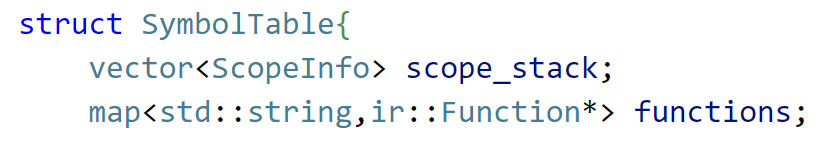 struct SymbolTable{
    vector<ScopeInfo> scope_stack;
    map<std::string,ir::Function*> functions;